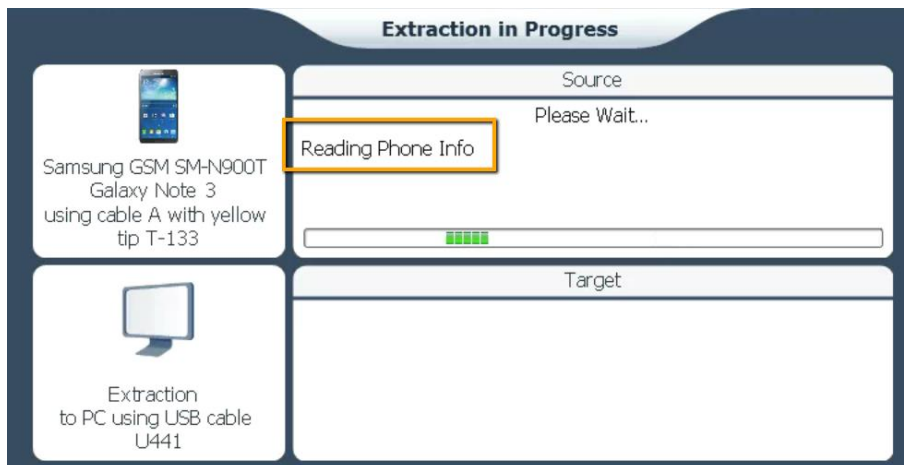 Extraction in Progress
Samsung GSM SM-N900T
Galaxy Note 3
using cable A with yellow
tip T-133
Source
Please Wait...
Reading Phone Info
Extraction
to PC using USB cable
U441
Target